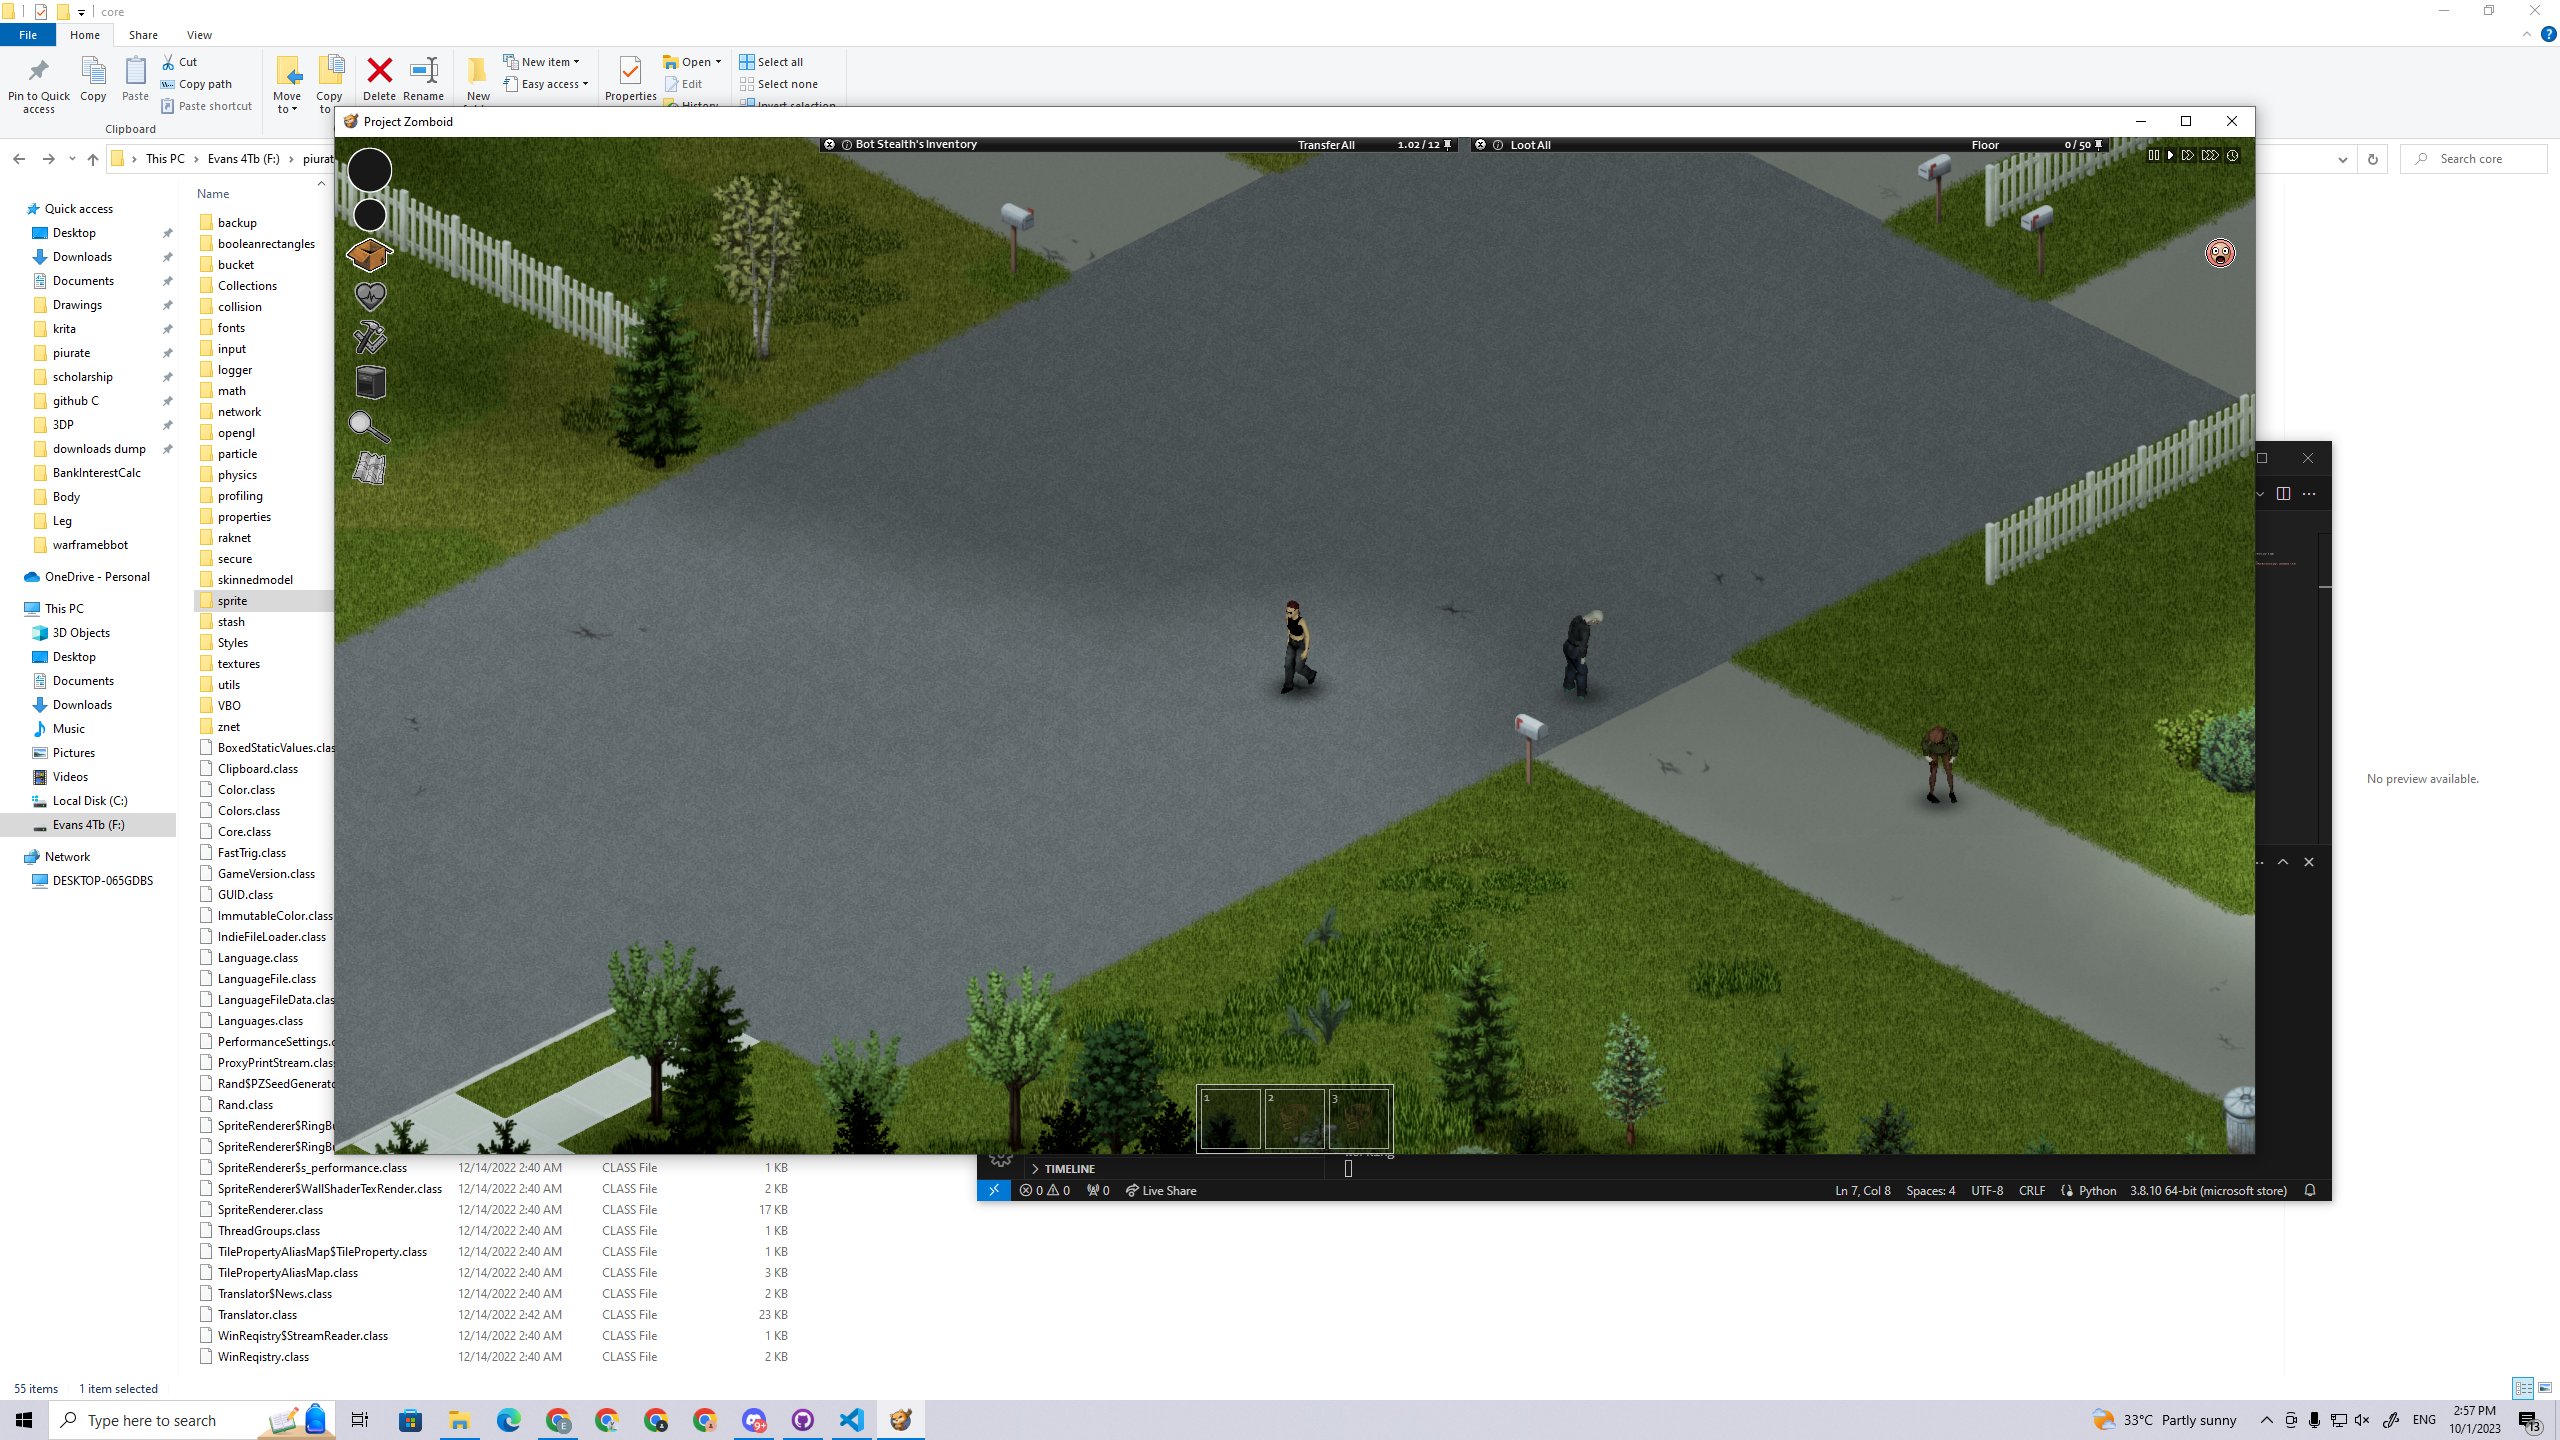 core
File
Home
Share
View
Pin to Quick access
Copy
Paste
Cut
Copy path
Paste shortcut
Clipboard
Move to
Copy to
Delete
Rename
New
New item
Easy access
Properties
Open
Edit
History
Select all
Select none
Invert selection
This PC
Evans 4Tb (F:)
piurat
Search core
Project Zomboid
Bot Stealth's Inventory
Transfer All
1.02 / 12
Loot All
Floor
0 / 50
1
2
3
Quick access
Desktop
Downloads
Documents
Drawings
krita
piurate
scholarship
github C
3DP
downloads dump
BankInterestCalc
Body
Leg
warframebbot
OneDrive - Personal
This PC
3D Objects
Desktop
Documents
Downloads
Music
Pictures
Videos
Local Disk (C:)
Evans 4Tb (F:)
Network
DESKTOP-065GDBS
Name
backup
booleanrectangles
bucket
Collections
collision
fonts
input
logger
math
network
opengl
particle
physics
profiling
properties
raknet
secure
skinnedmodel
sprite
stash
Styles
textures
utils
VBO
znet
BoxedStaticValues.clas
Clipboard.class
Color.class
Colors.class
Core.class
FastTrig.class
GameVersion.class
GUID.class
ImmutableColor.class
IndieFileLoader.class
Language.class
LanguageFile.class
LanguageFileData.clas
Languages.class
PerformanceSettings.c
ProxyPrintStream.class
Rand$PZSeedGenerato
Rand.class
SpriteRenderer$RingBu
SpriteRenderer$RingBu
SpriteRenderer$s_performance.class 12/14/2022 2:40 AM CLASS File 1 KB
SpriteRenderer$WallShaderTexRender.class 12/14/2022 2:40 AM CLASS File 2 KB
SpriteRenderer.class 12/14/2022 2:40 AM CLASS File 17 KB
ThreadGroups.class 12/14/2022 2:40 AM CLASS File 1 KB
TilePropertyAliasMap$TileProperty.class 12/14/2022 2:40 AM CLASS File 1 KB
TilePropertyAliasMap.class 12/14/2022 2:40 AM CLASS File 3 KB
Translator$News.class 12/14/2022 2:40 AM CLASS File 2 KB
Translator.class 12/14/2022 2:42 AM CLASS File 23 KB
WinReqistry$StreamReader.class 12/14/2022 2:40 AM CLASS File 1 KB
WinReqistry.class 12/14/2022 2:40 AM CLASS File 2 KB
No preview available.
TIMELINE
0 0
0
Live Share
Ln 7, Col 8
Spaces: 4
UTF-8
CRLF
Python
3.8.10 64-bit (microsoft store)
55 items
1 item selected
Type here to search
9+
33°C Partly sunny
ENG
2:57 PM
10/1/2023
13